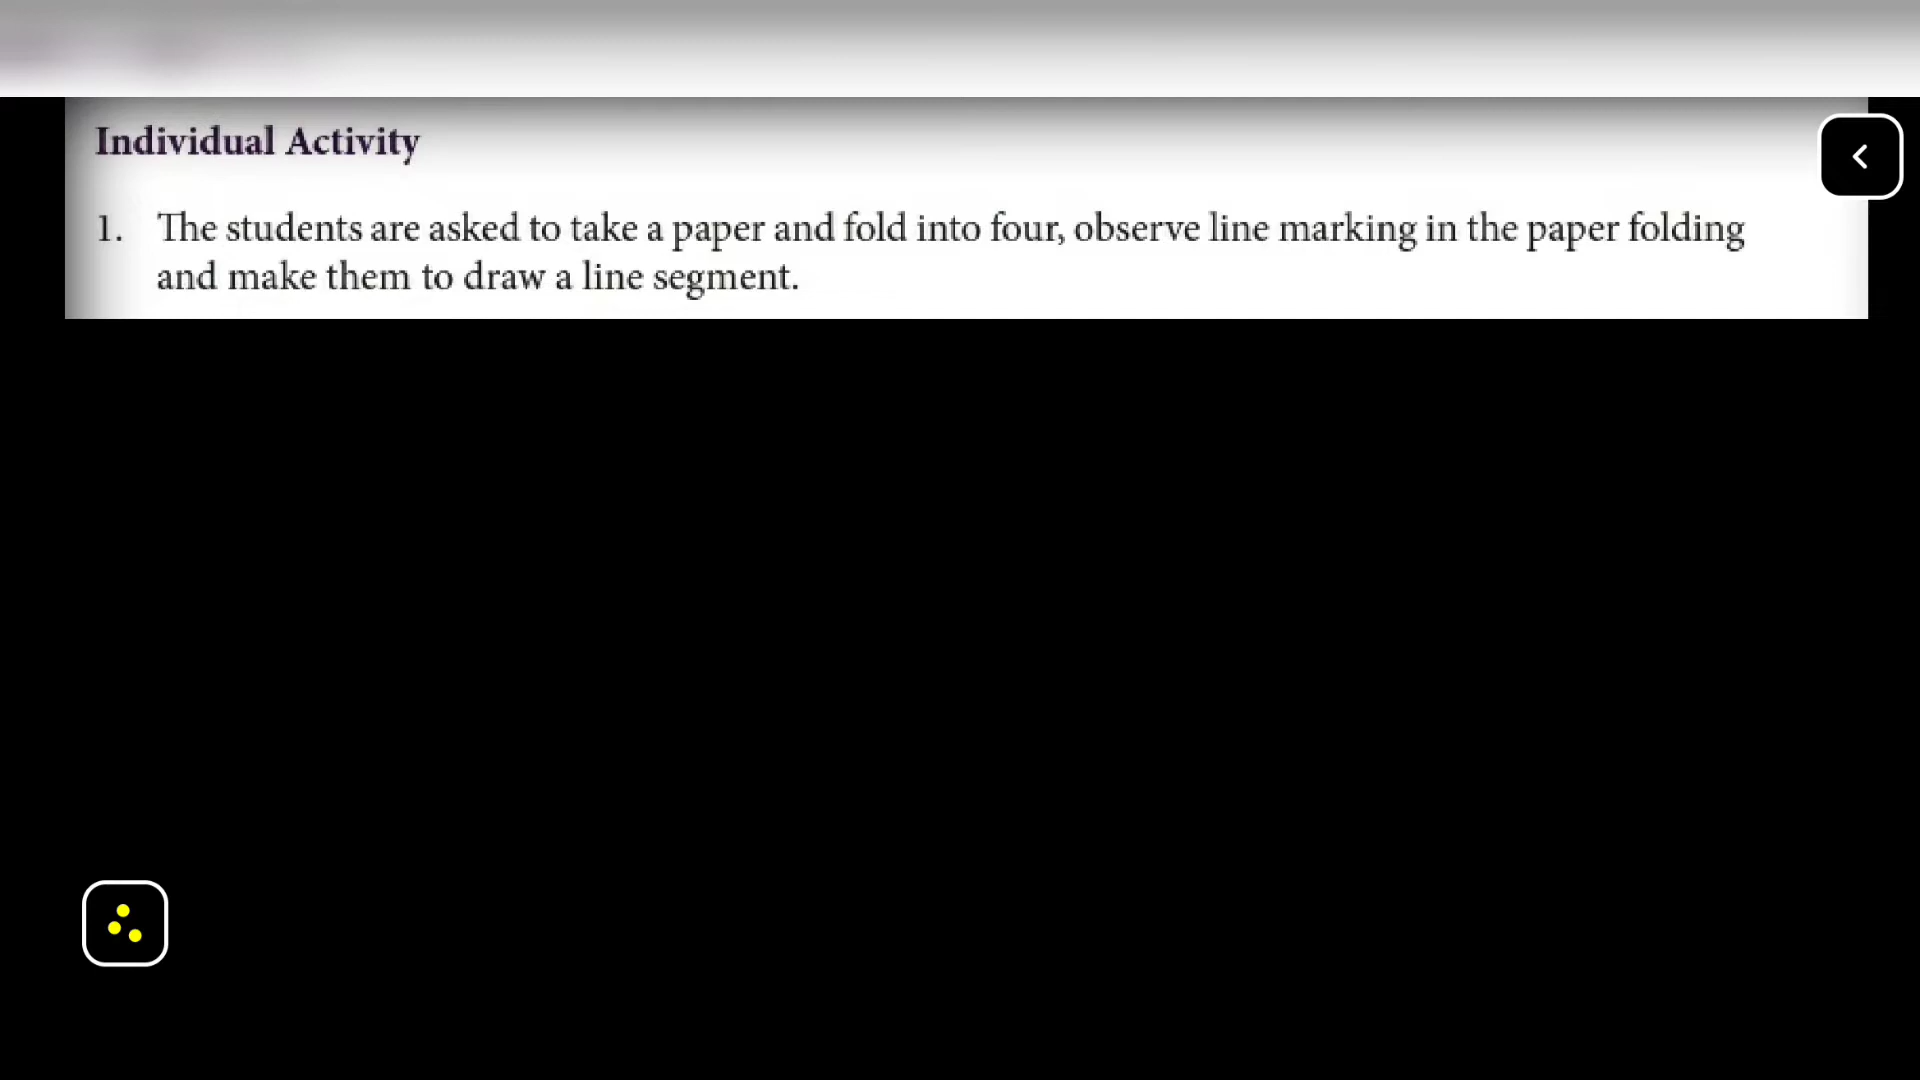 Individual Activity
1. The students are asked to take a paper and fold into four, observe line marking in the paper folding
and make them to draw a line segment.